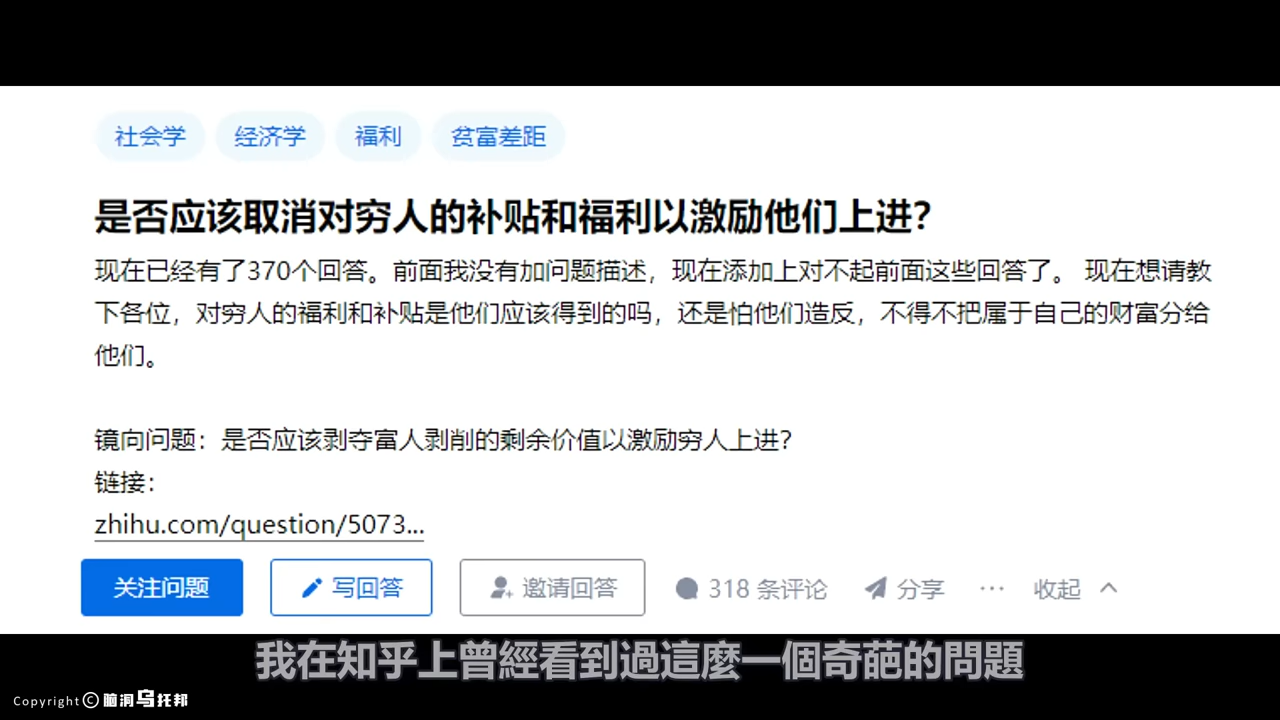 社会学 经济学 福利 贫富差距
是否应该取消对穷人的补贴和福利以激励他们上进？
现在已经有了370个回答。前面我没有加问题描述，现在添加上对不起前面这些回答了。 现在想请教
下各位，对穷人的福利和补贴是他们应该得到的吗，还是怕他们造反，不得不把属于自己的财富分给
他们。
镜向问题：是否应该剥夺富人剥削的剩余价值以激励穷人上进？
链接：
zhihu.com/question/5073...
关注问题 写回答 邀请回答 318 条评论 分享 ··· 收起
我在知乎上曾經看到過這麼一個奇葩的問題
Copyright © 脑洞乌托邦